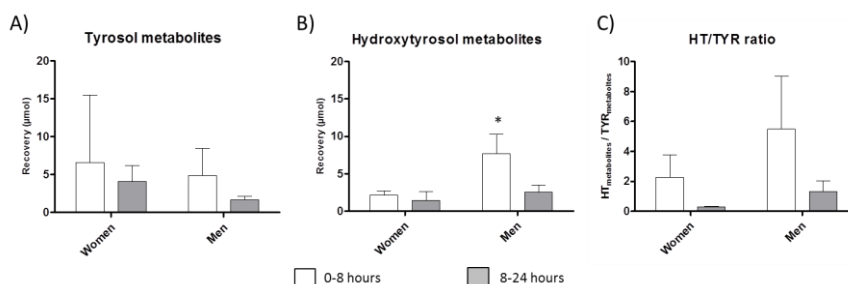 A)
Tyrosol metabolites
20
15
10
5
0
Recovery (µmol)
Women
Men
B)
Hydroxytyrosol metabolites
20
15
10
5
0
Recovery (µmol)
*
Women
Men
C)
HT/TYR ratio
10
8
6
4
2
0
HTmetabolites / TYRmetabolites
Women
Men
0-8 hours
8-24 hours